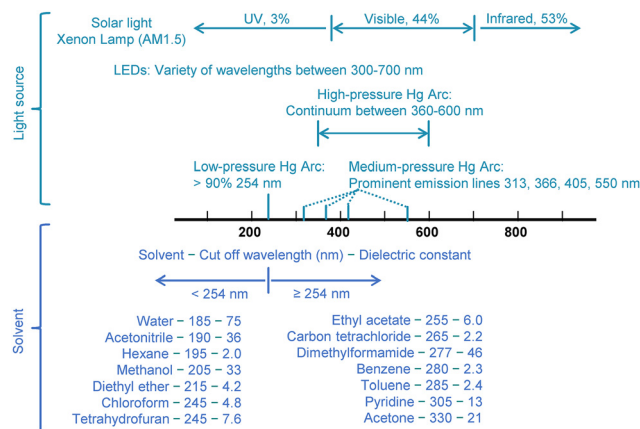 Solar light
Xenon Lamp (AM1.5)
UV, 3%
Visible, 44%
Infrared, 53%
Light source
LEDs: Variety of wavelengths between 300-700 nm
High-pressure Hg Arc:
Continuum between 360-600 nm
Low-pressure Hg Arc:
> 90% 254 nm
Medium-pressure Hg Arc:
Prominent emission lines 313, 366, 405, 550 nm
200 400 600 800
Solvent
Solvent – Cut off wavelength (nm) – Dielectric constant
< 254 nm
≥ 254 nm
Water – 185 – 75
Acetonitrile – 190 – 36
Hexane – 195 – 2.0
Methanol – 205 – 33
Diethyl ether – 215 – 4.2
Chloroform – 245 – 4.8
Tetrahydrofuran – 245 – 7.6
Ethyl acetate – 255 – 6.0
Carbon tetrachloride – 265 – 2.2
Dimethylformamide – 277 – 46
Benzene – 280 – 2.3
Toluene – 285 – 2.4
Pyridine – 305 – 13
Acetone – 330 – 21